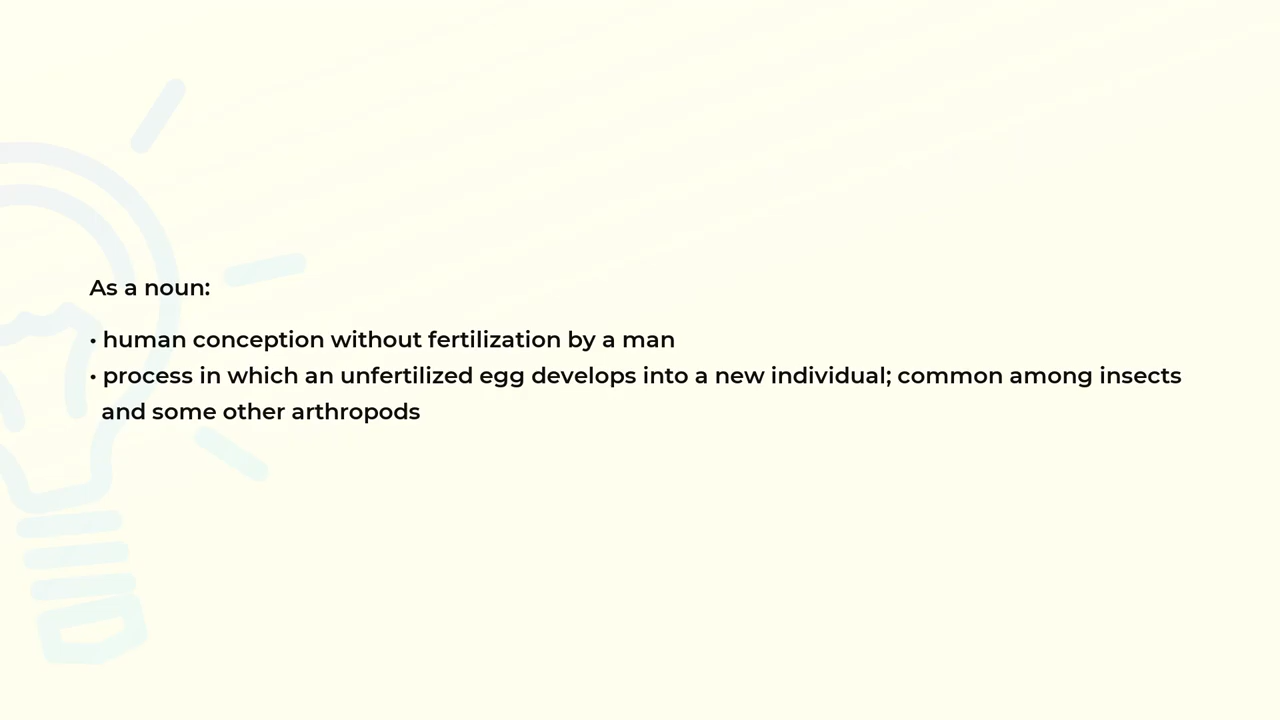 As a noun:
• human conception without fertilization by a man
• process in which an unfertilized egg develops into a new individual; common among insects
and some other arthropods